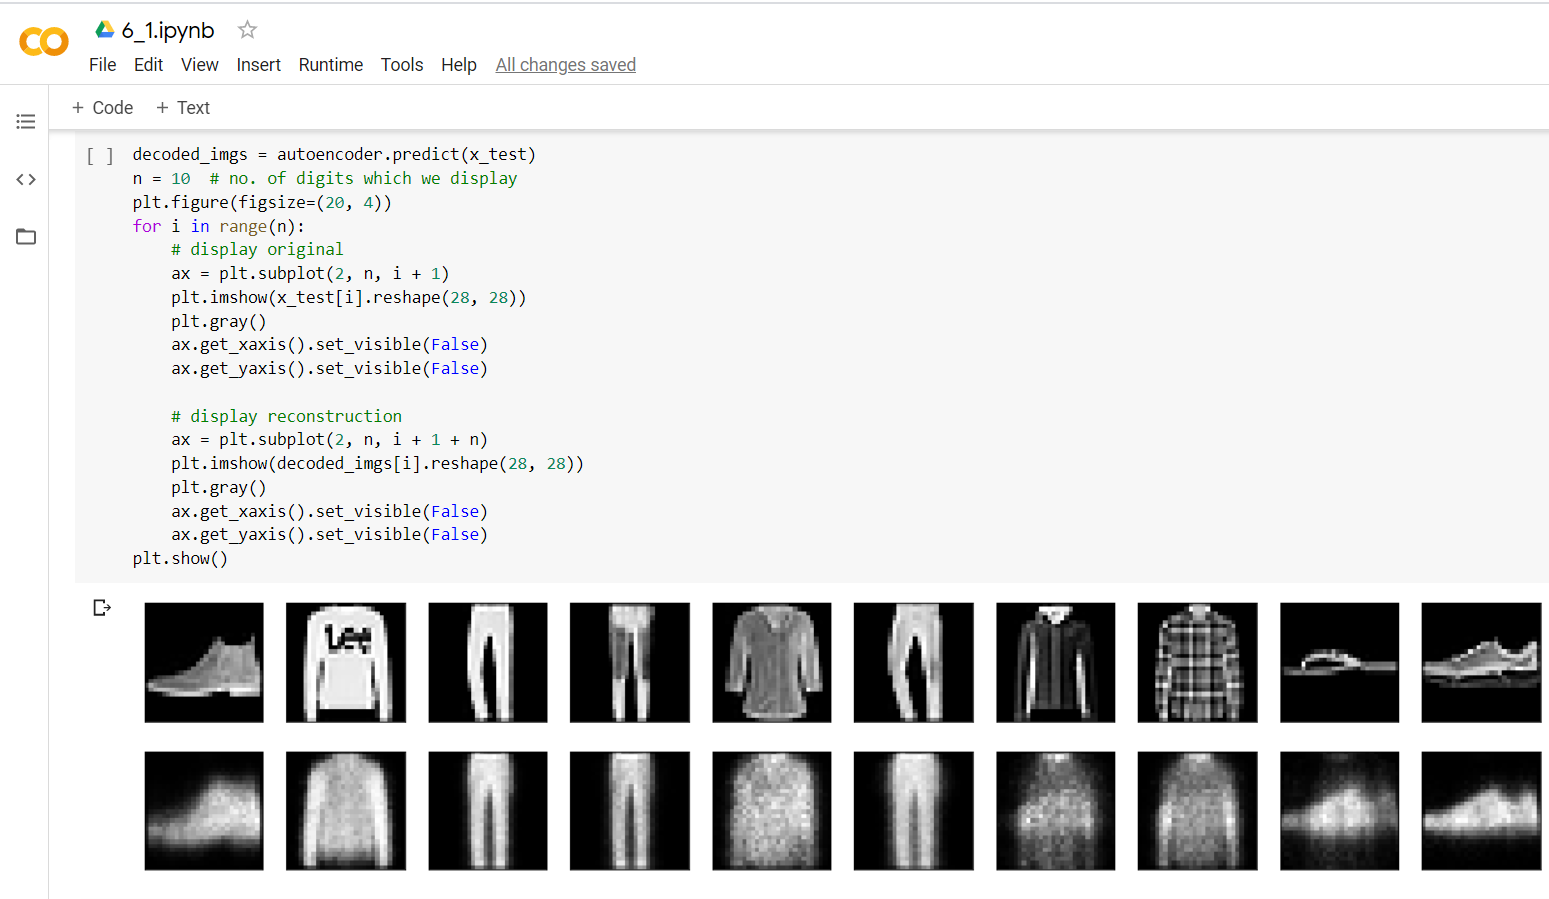 6_1.ipynb
File Edit View Insert Runtime Tools Help All changes saved
+ Code + Text
[ ] decoded_imgs = autoencoder.predict(x_test)
n = 10  # no. of digits which we display
plt.figure(figsize=(20, 4))
for i in range(n):
    # display original
    ax = plt.subplot(2, n, i + 1)
    plt.imshow(x_test[i].reshape(28, 28))
    plt.gray()
    ax.get_xaxis().set_visible(False)
    ax.get_yaxis().set_visible(False)
    # display reconstruction
    ax = plt.subplot(2, n, i + 1 + n)
    plt.imshow(decoded_imgs[i].reshape(28, 28))
    plt.gray()
    ax.get_xaxis().set_visible(False)
    ax.get_yaxis().set_visible(False)
plt.show()
Lee